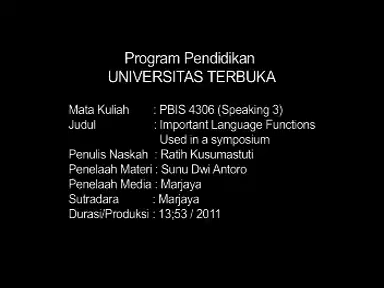 Program Pendidikan
UNIVERSITAS TERBUKA
Mata Kuliah : PBIS 4306 (Speaking 3)
Judul : Important Language Functions
Used in a symposium
Penulis Naskah : Ratih Kusumastuti
Penelaah Materi : Sunu Dwi Antoro
Penelaah Media : Marjaya
Sutradara : Marjaya
Durasi/Produksi : 13;53 / 2011